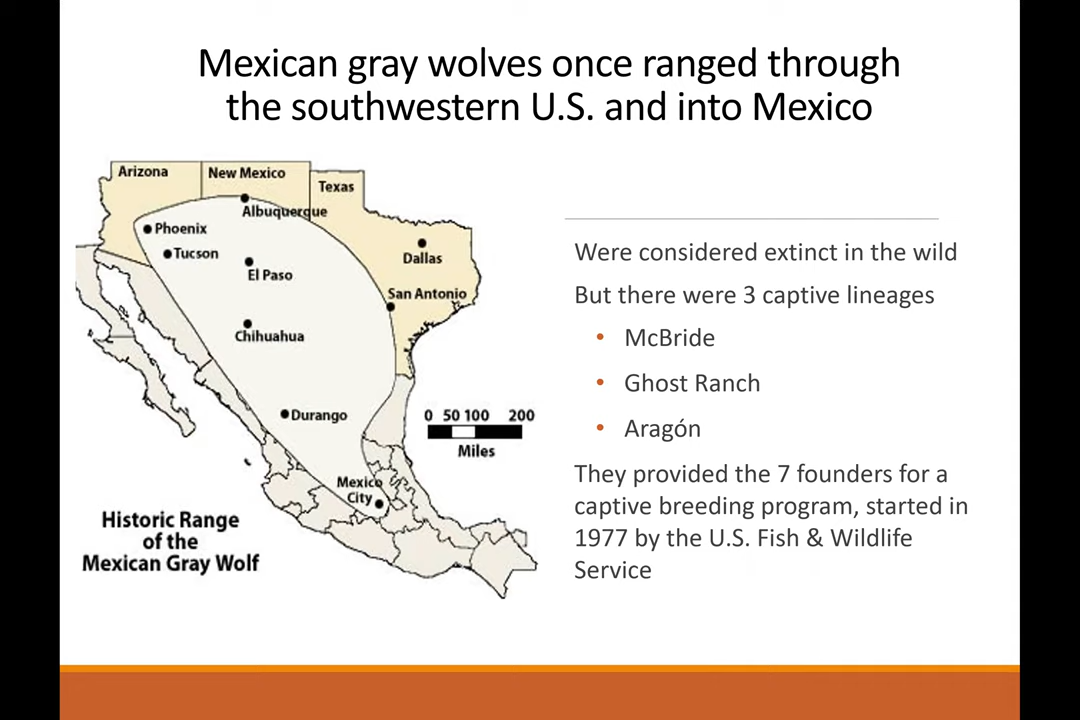 Mexican gray wolves once ranged through
the southwestern U.S. and into Mexico
Arizona
New Mexico
Texas
Albuquerque
Phoenix
Tucson
El Paso
Dallas
San Antonio
Chihuahua
Durango
0 50 100 200
Miles
Mexico
City
Historic Range
of the
Mexican Gray Wolf
Were considered extinct in the wild
But there were 3 captive lineages
• McBride
• Ghost Ranch
• Aragón
They provided the 7 founders for a
captive breeding program, started in
1977 by the U.S. Fish & Wildlife
Service